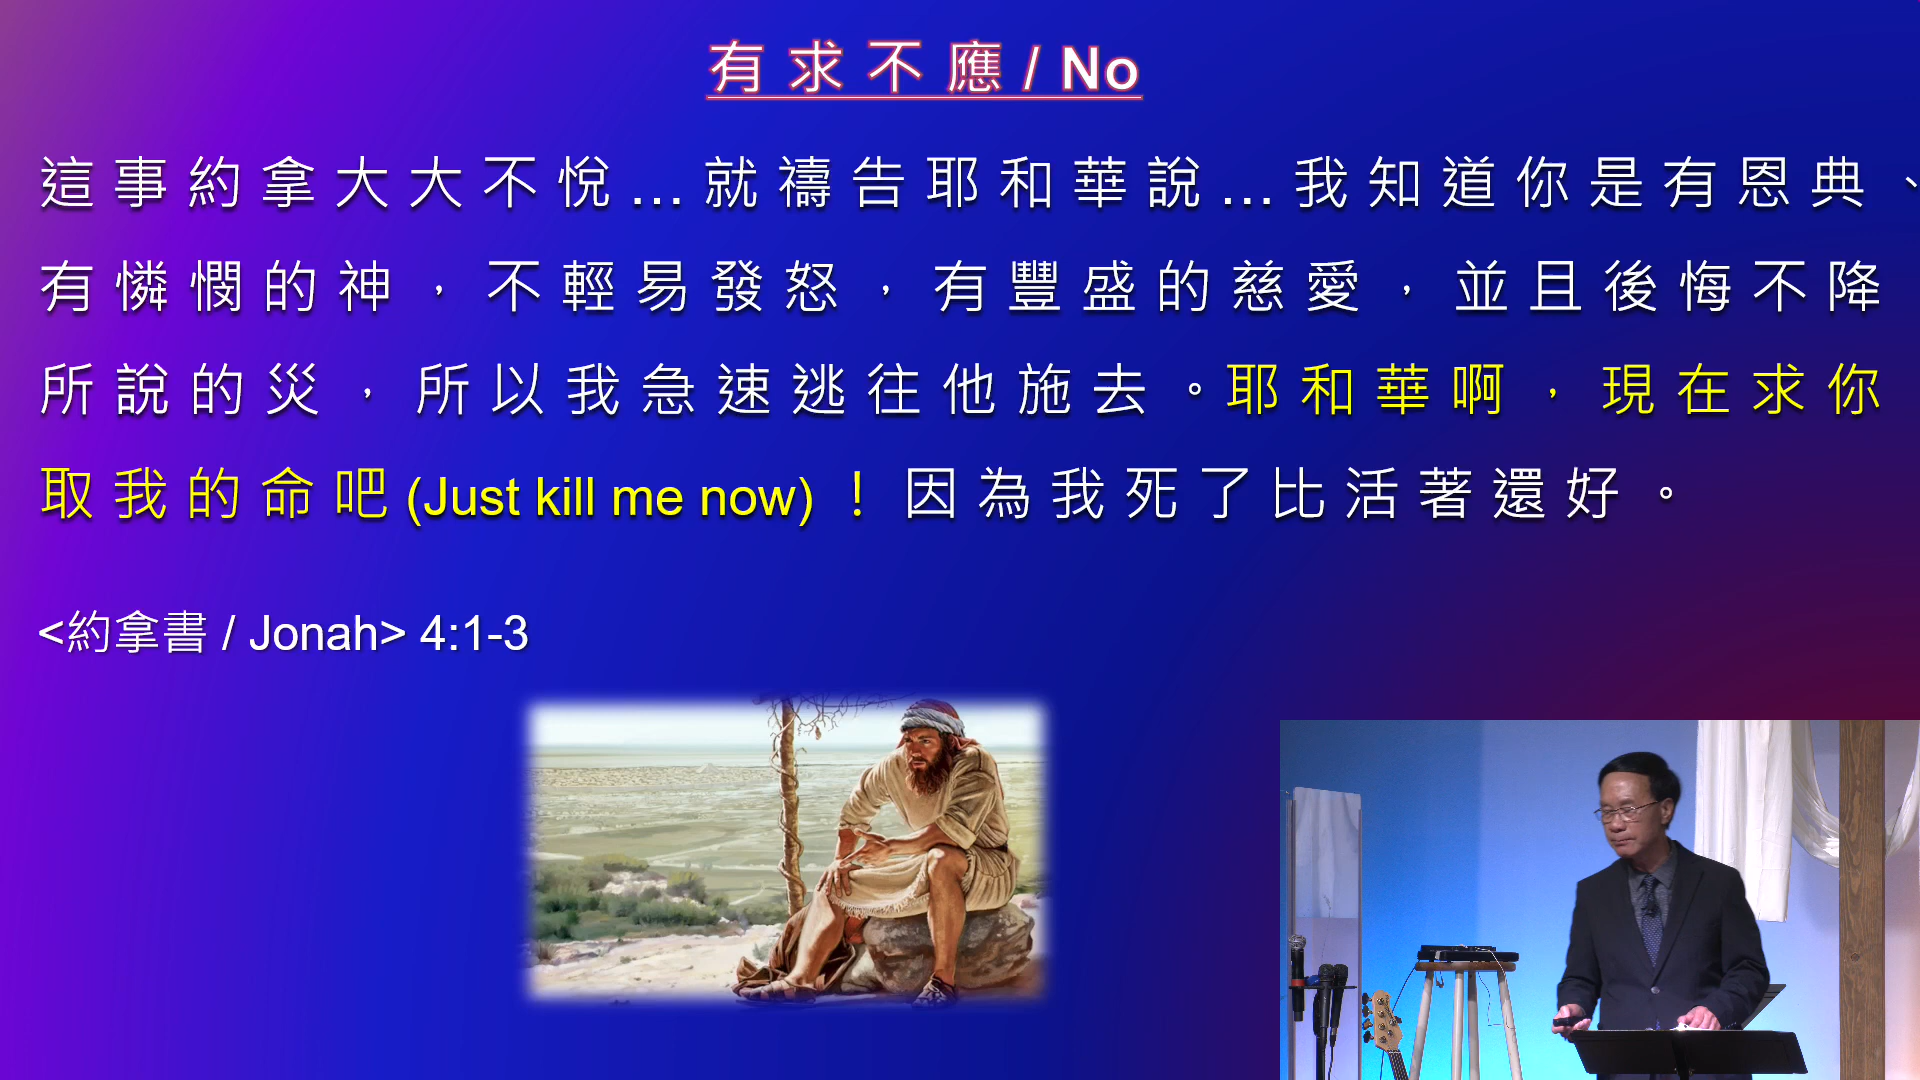 有求不應 / No
這事約拿大大不悅...就禱告耶和華說...我知道你是有恩典、
有憐憫的神，不輕易發怒，有豐盛的慈愛，並且後悔不降
所說的災，所以我急速逃往他施去。耶和華啊，現在求你
取我的命吧(Just kill me now)！因為我死了比活著還好。
<約拿書 / Jonah> 4:1-3